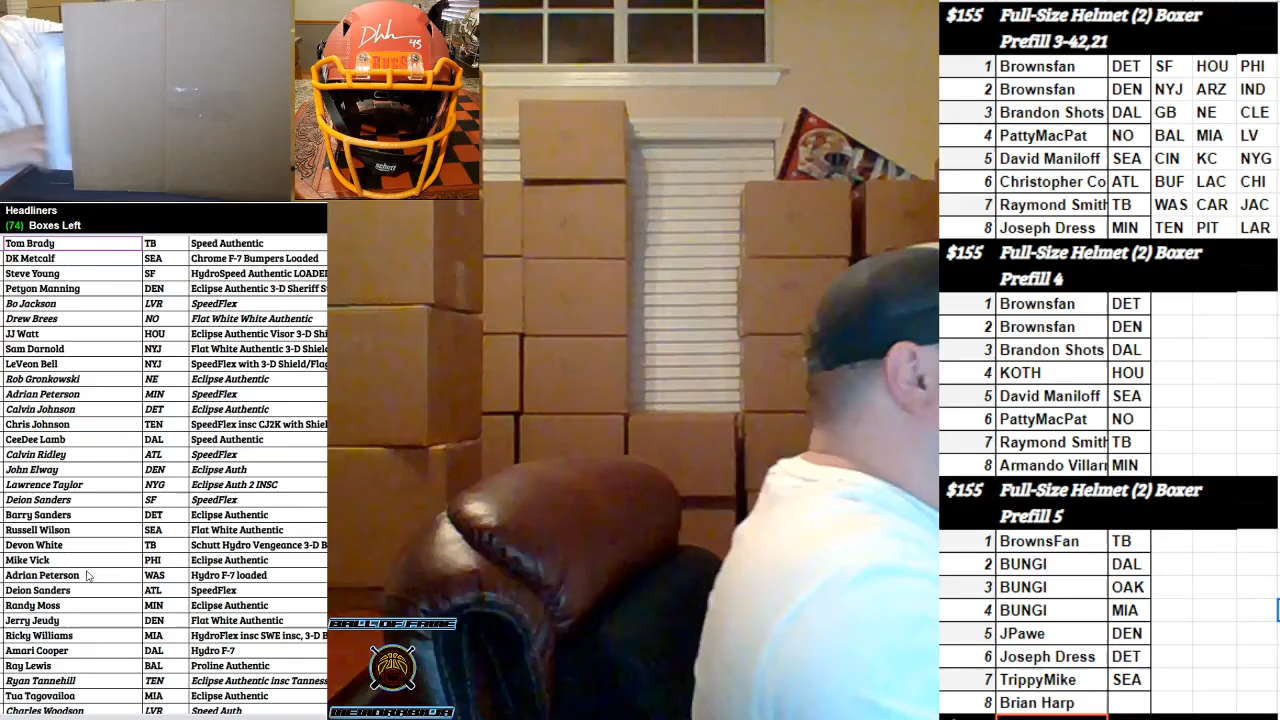 Dhh 45
BUCS
schutt
Headliners
(74) Boxes Left
Tom Brady TB Speed Authentic
DK Metcalf SEA Chrome F-7 Bumpers Loaded
Steve Young SF HydroSpeed Authentic LOADED
Petyon Manning DEN Eclipse Authentic 3-D Sheriff S
Bo Jackson LVR SpeedFlex
Drew Brees NO Flat White White Authentic
JJ Watt HOU Eclipse Authentic Visor 3-D Shi
Sam Darnold NYJ Flat White Authentic 3-D Shield
LeVeon Bell NYJ SpeedFlex with 3-D Shield/Flag
Rob Gronkowski NE Eclipse Authentic
Adrian Peterson MIN SpeedFlex
Calvin Johnson DET Eclipse Authentic
Chris Johnson TEN SpeedFlex insc CJ2K with Shiel
CeeDee Lamb DAL Speed Authentic
Calvin Ridley ATL SpeedFlex
John Elway DEN Eclipse Auth
Lawrence Taylor NYG Eclipse Auth 2 INSC
Deion Sanders SF SpeedFlex
Barry Sanders DET Eclipse Authentic
Russell Wilson SEA Flat White Authentic
Devon White TB Schutt Hydro Vengeance 3-D B
Mike Vick PHI Eclipse Authentic
Adrian Peterson WAS Hydro F-7 loaded
Deion Sanders ATL SpeedFlex
Randy Moss MIN Eclipse Authentic
Jerry Jeudy DEN Flat White Authentic
Ricky Williams MIA HydroFlex insc SWE insc, 3-D B
Amari Cooper DAL Hydro F-7
Ray Lewis BAL Proline Authentic
Ryan Tannehill TEN Eclipse Authentic insc Tanness
Tua Tagovailoa MIA Eclipse Authentic
Charles Woodson LVR Speed Auth
BALL OF FAME
MEMORABILIA
$155 Full-Size Helmet (2) Boxer
Prefill 3-42,21
1 Brownsfan DET SF HOU PHI
2 Brownsfan DEN NYJ ARZ IND
3 Brandon Shots DAL GB NE CLE
4 PattyMacPat NO BAL MIA LV
5 David Maniloff SEA CIN KC NYG
6 Christopher Co ATL BUF LAC CHI
7 Raymond Smith TB WAS CAR JAC
8 Joseph Dress MIN TEN PIT LAR
$155 Full-Size Helmet (2) Boxer
Prefill 4
1 Brownsfan DET
2 Brownsfan DEN
3 Brandon Shots DAL
4 KOTH HOU
5 David Maniloff SEA
6 PattyMacPat NO
7 Raymond Smith TB
8 Armando Villarr MIN
$155 Full-Size Helmet (2) Boxer
Prefill 5
1 BrownsFan TB
2 BUNGI DAL
3 BUNGI OAK
4 BUNGI MIA
5 JPawe DEN
6 Joseph Dress DET
7 TrippyMike SEA
8 Brian Harp